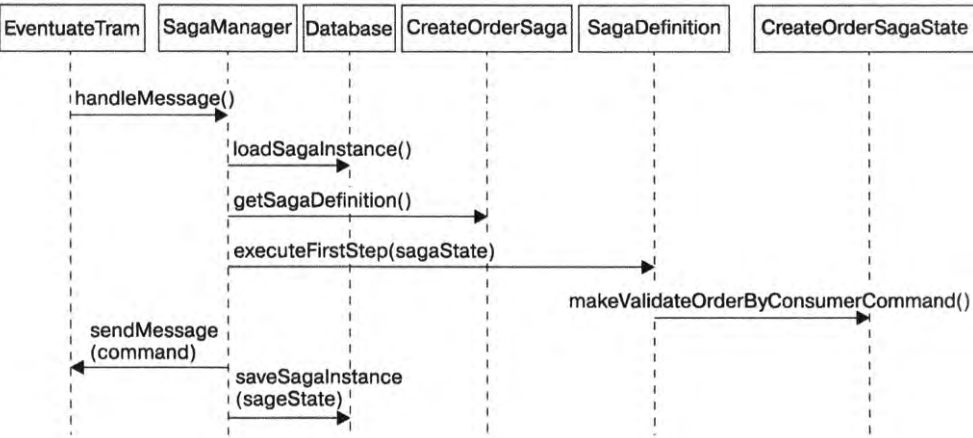 EventuateTram SagaManager Database CreateOrderSaga SagaDefinition CreateOrderSagaState
handleMessage()
loadSagaInstance()
getSagaDefinition()
executeFirstStep(sagaState)
makeValidateOrderByConsumerCommand()
sendMessage
(command)
saveSagaInstance
(sageState)